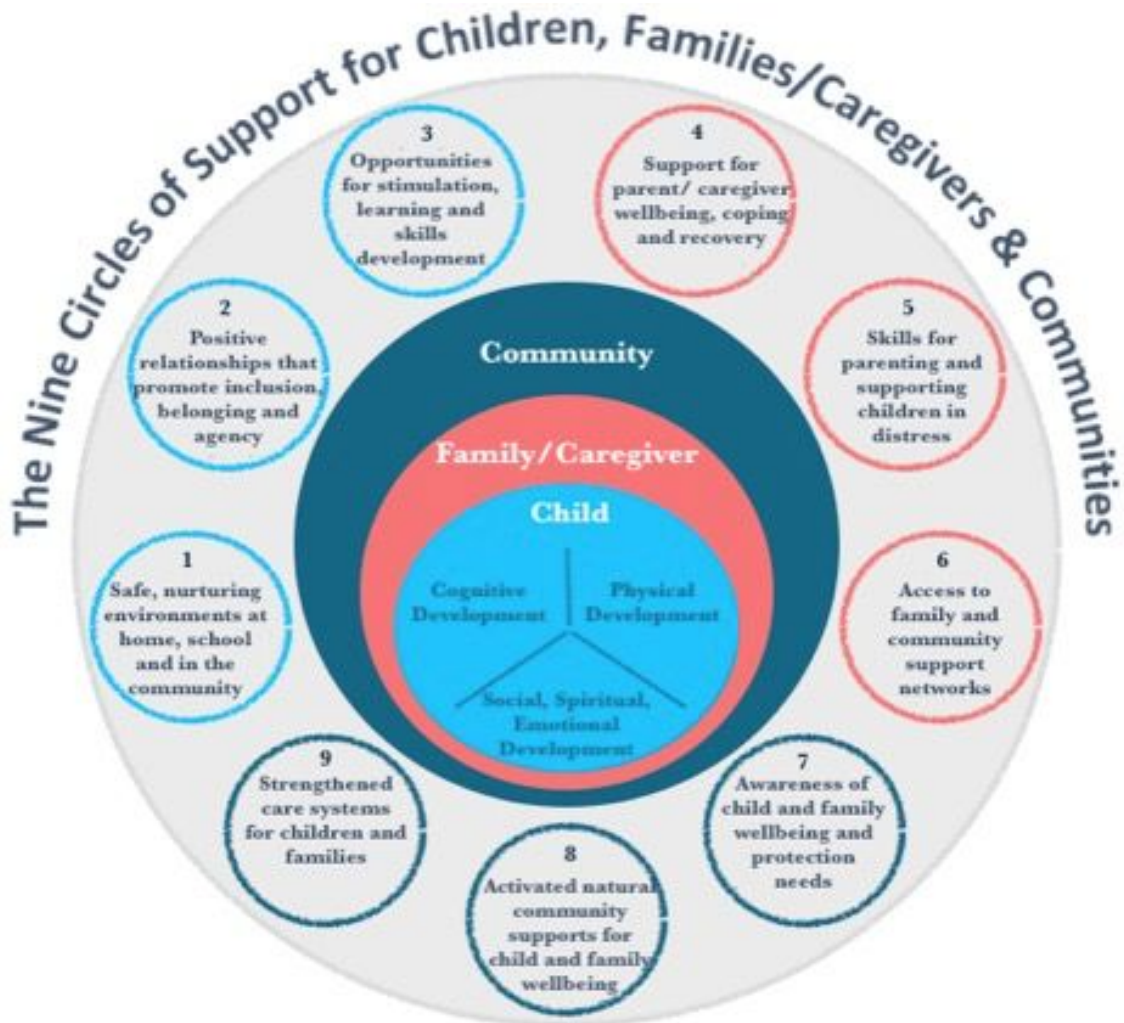 The Nine Circles of Support for Children, Families/Caregivers & Communities
1
Safe, nurturing
environments at
home, school
and in the
community
2
Positive
relationships that
promote inclusion,
belonging and
agency
3
Opportunities
for stimulation,
learning and
skills
development
4
Support for
parent/ caregiver
wellbeing, coping
and recovery
5
Skills for
parenting and
supporting
children in
distress
6
Access to
family and
community
support
networks
7
Awareness of
child and family
wellbeing and
protection
needs
8
Activated natural
community
supports for
child and family
wellbeing
9
Strengthened
care systems
for children and
families
Community
Family/Caregiver
Child
Cognitive
Development
Physical
Development
Social, Spiritual,
Emotional
Development